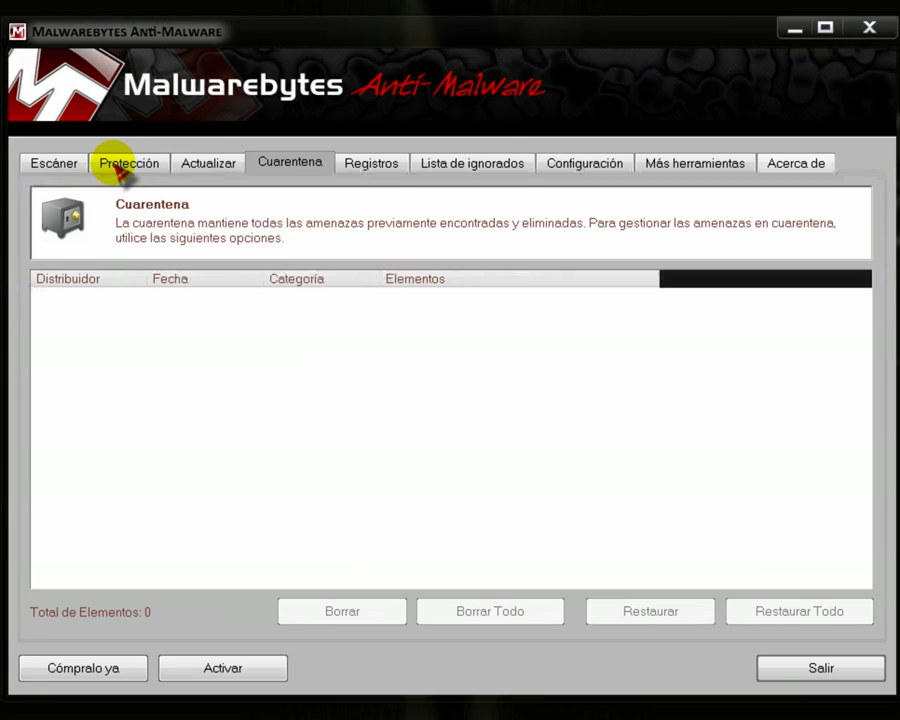 Malwarebytes Anti-Malware
Malwarebytes Anti-Malware
Escáner Protección Actualizar Cuarentena Registros Lista de ignorados Configuración Más herramientas Acerca de
Cuarentena
La cuarentena mantiene todas las amenazas previamente encontradas y eliminadas. Para gestionar las amenazas en cuarentena,
utilice las siguientes opciones.
Distribuidor Fecha Categoría Elementos
Total de Elementos: 0 Borrar Borrar Todo Restaurar Restaurar Todo
Cómpralo ya Activar Salir